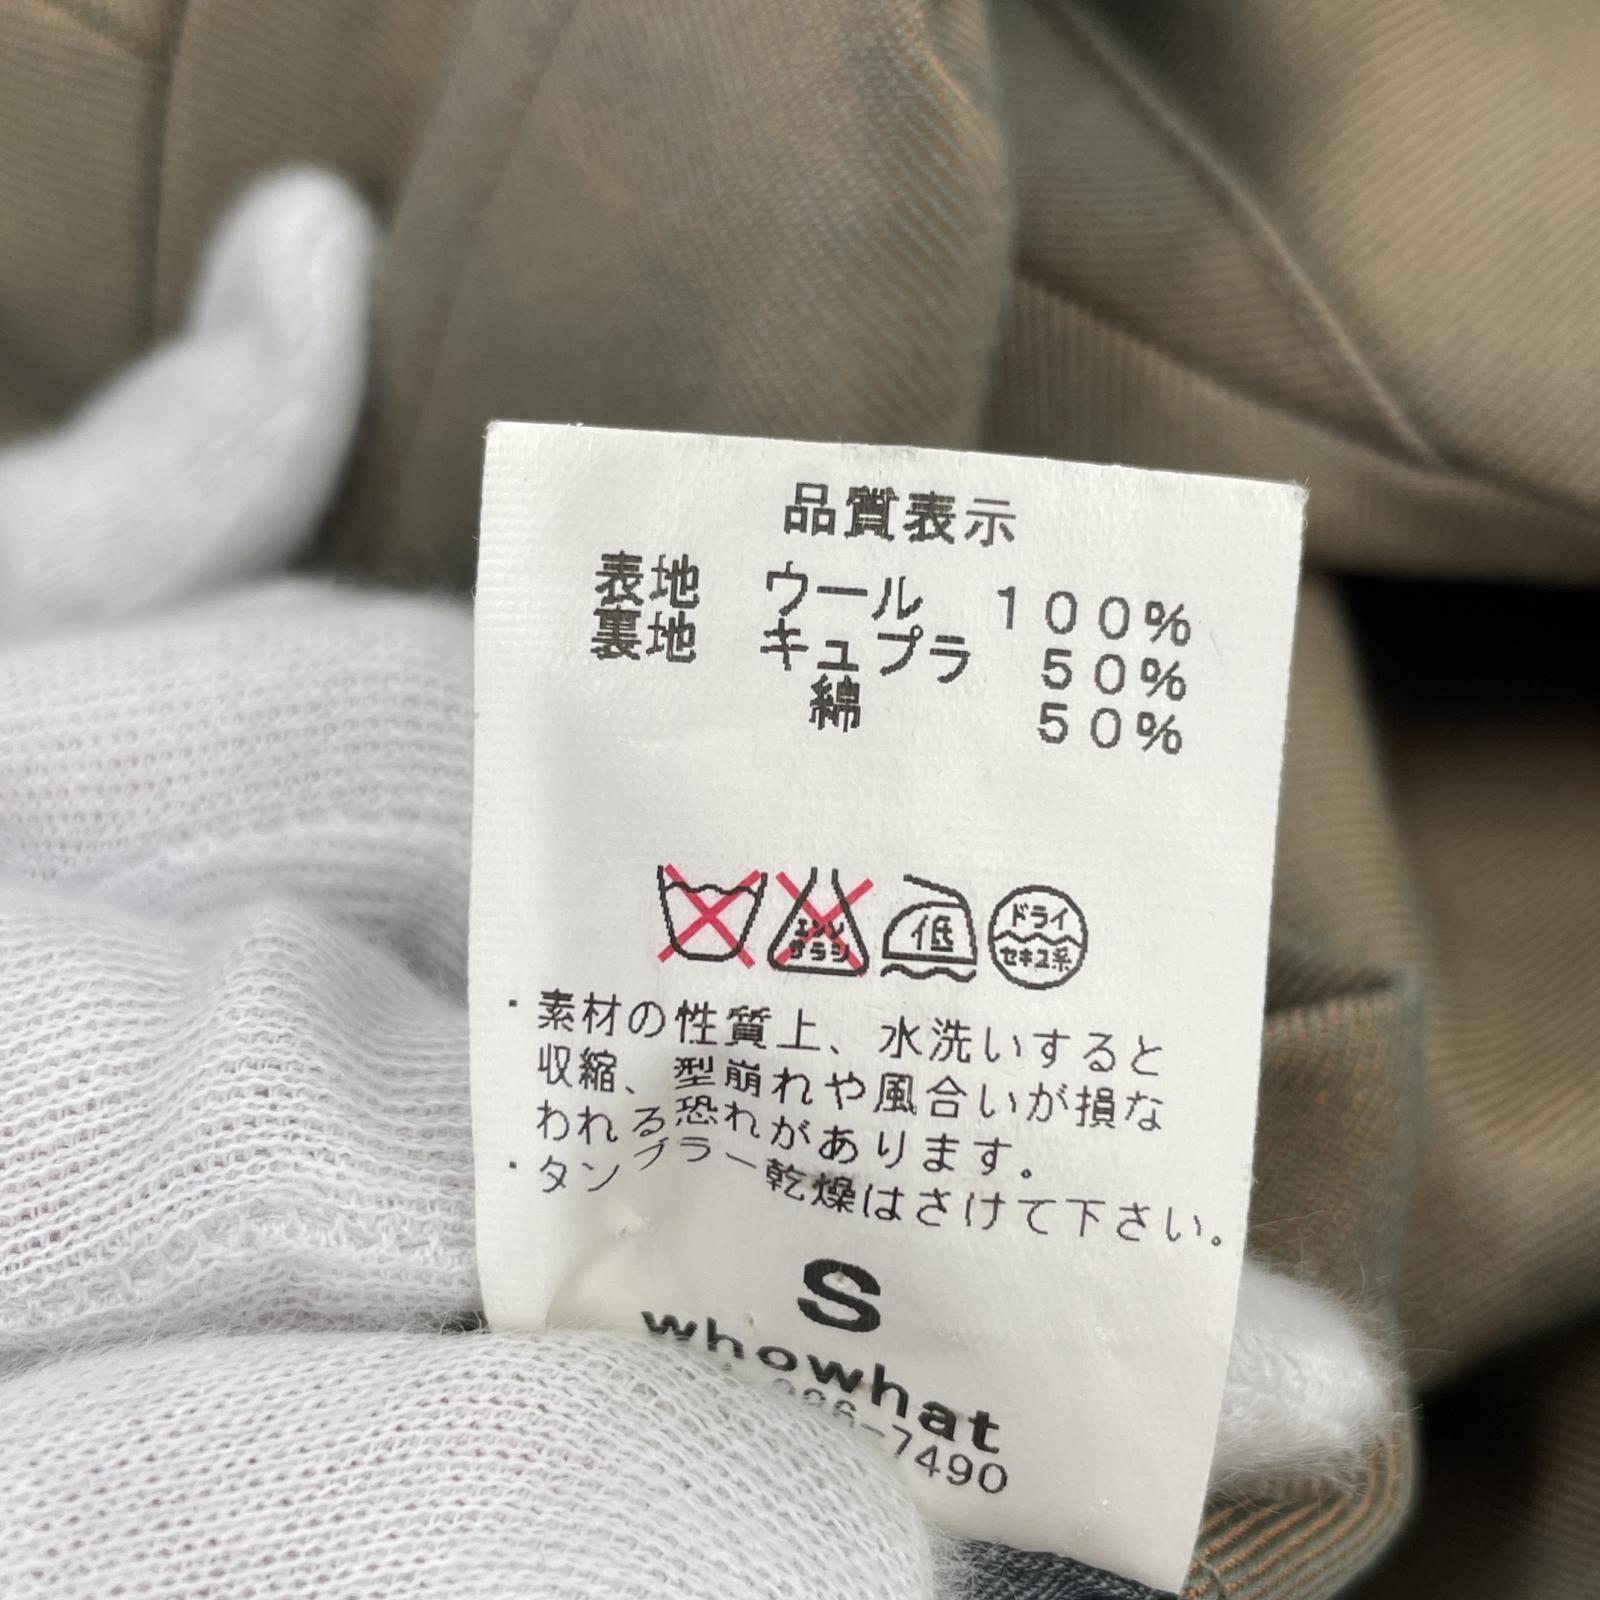 品質表示
表地 ウール 100%
裏地 キュプラ 50%
綿 50%
エンソ サラシ 低 ドライ セキユ系
・素材の性質上、水洗いすると
収縮、型崩れや風合いが損な
われる恐れがあります。
・タンブラー乾燥はさけて下さい。
S
whowhat
-7490